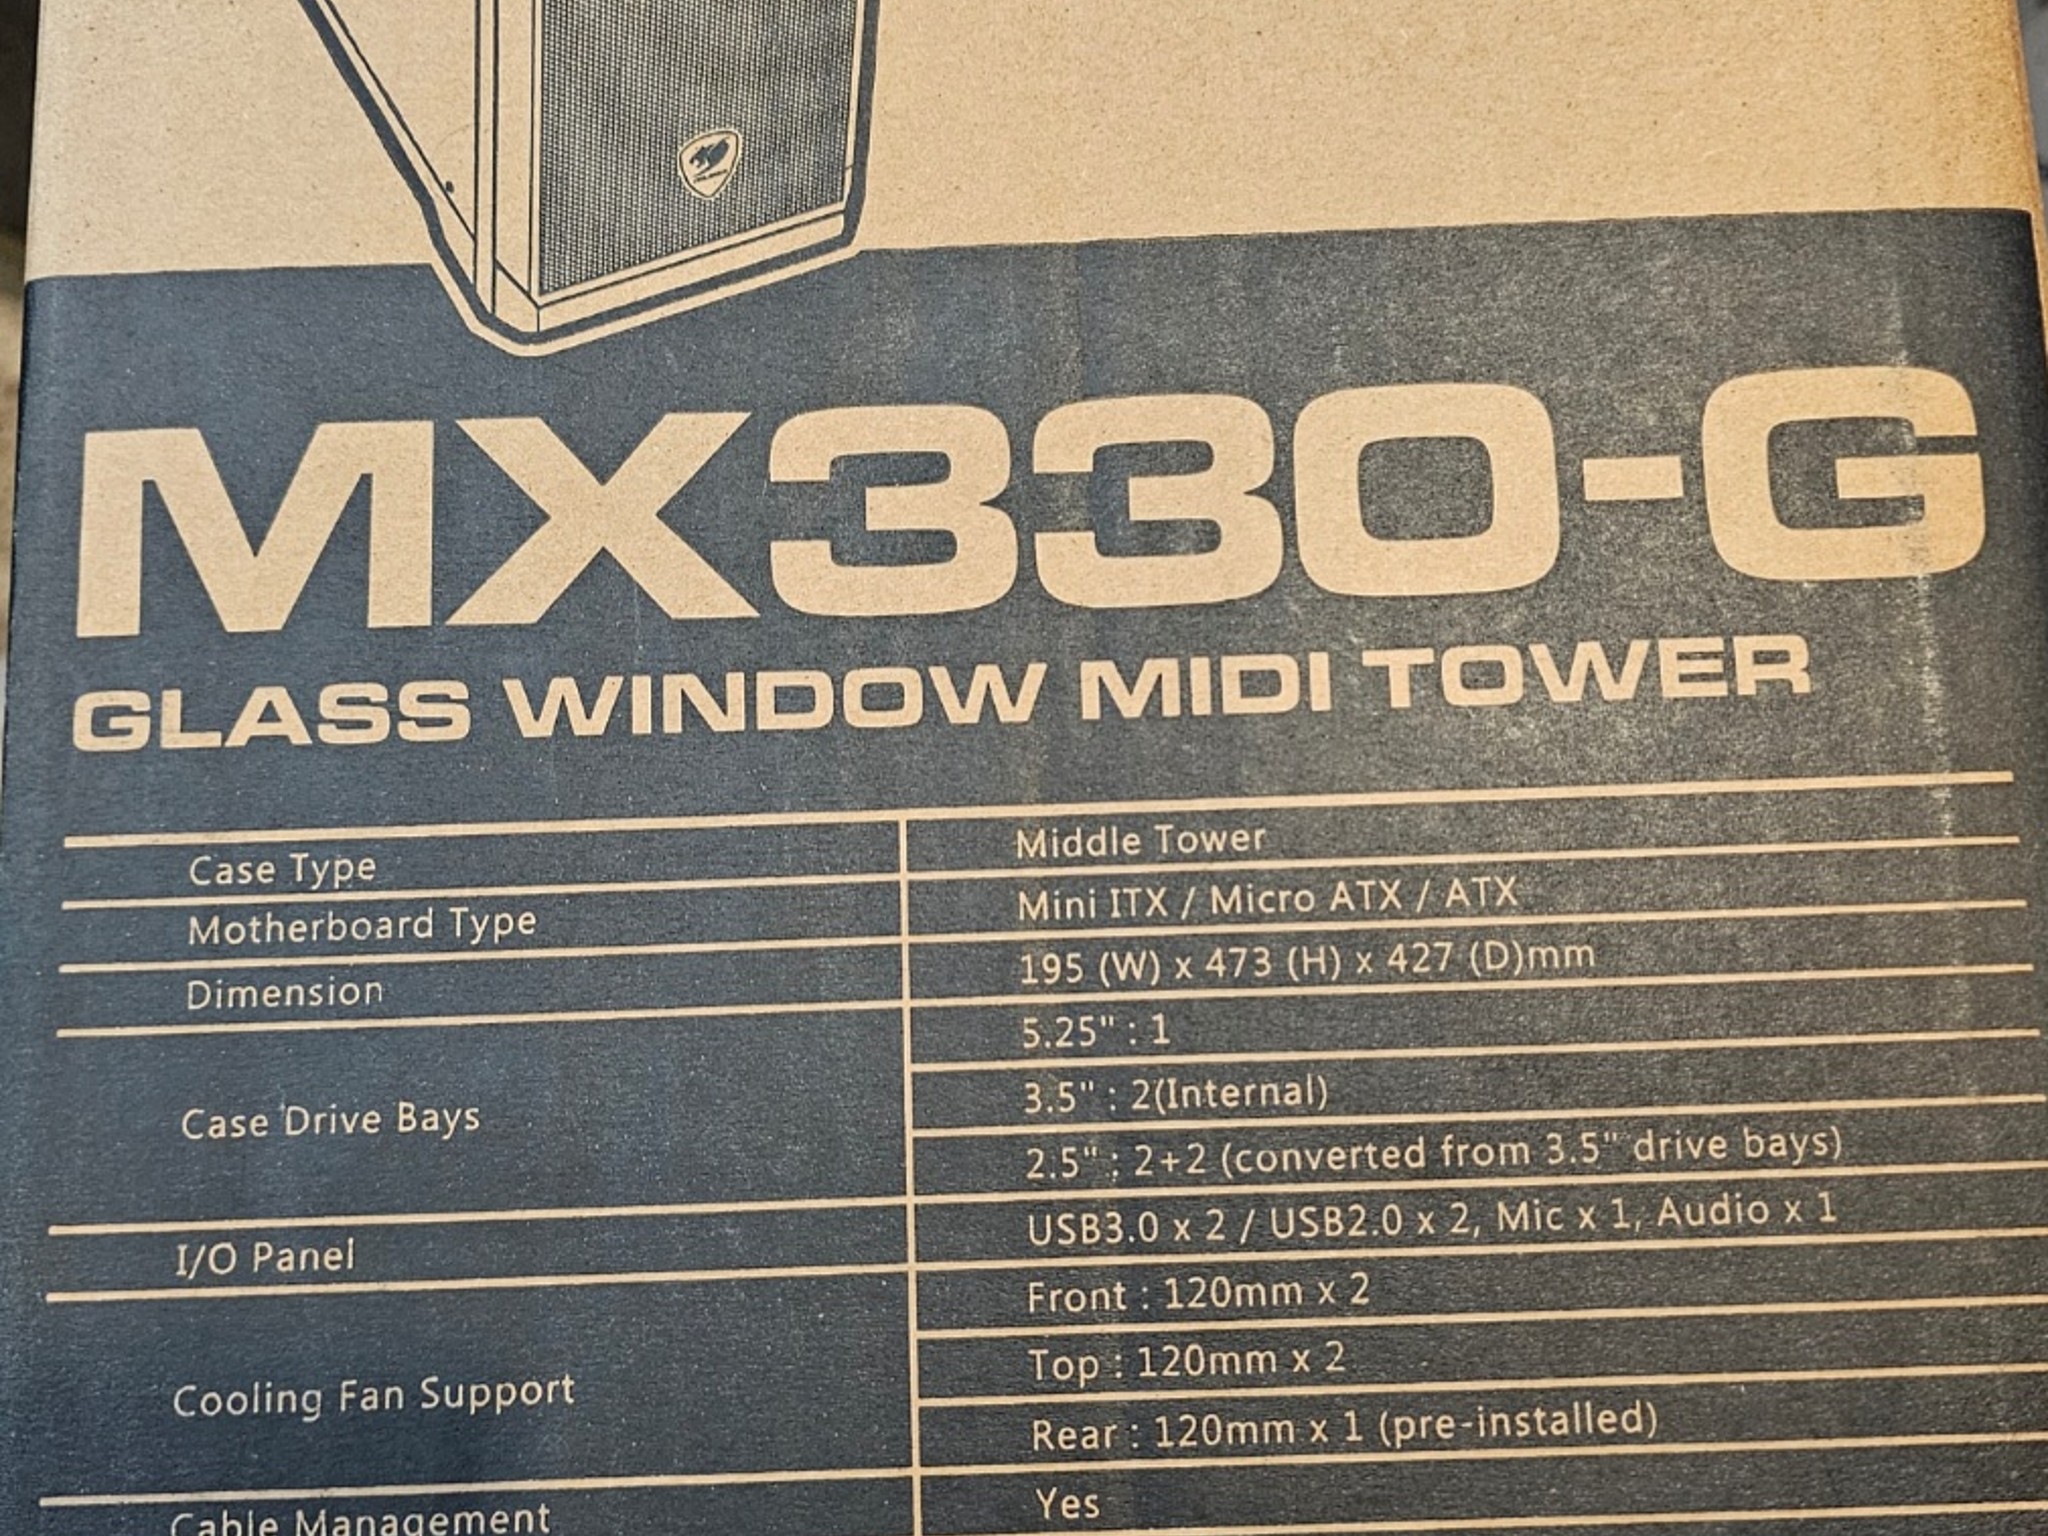 MX330-G
GLASS WINDOW MIDI TOWER
Case Type Middle Tower
Motherboard Type Mini ITX / Micro ATX / ATX
Dimension 195 (W) x 473 (H) x 427 (D)mm
Case Drive Bays
5.25" : 1
3.5" : 2(Internal)
2.5" : 2+2 (converted from 3.5" drive bays)
I/O Panel USB3.0 x 2 / USB2.0 x 2, Mic x 1, Audio x 1
Cooling Fan Support
Front : 120mm x 2
Top : 120mm x 2
Rear : 120mm x 1 (pre-installed)
Cable Management Yes